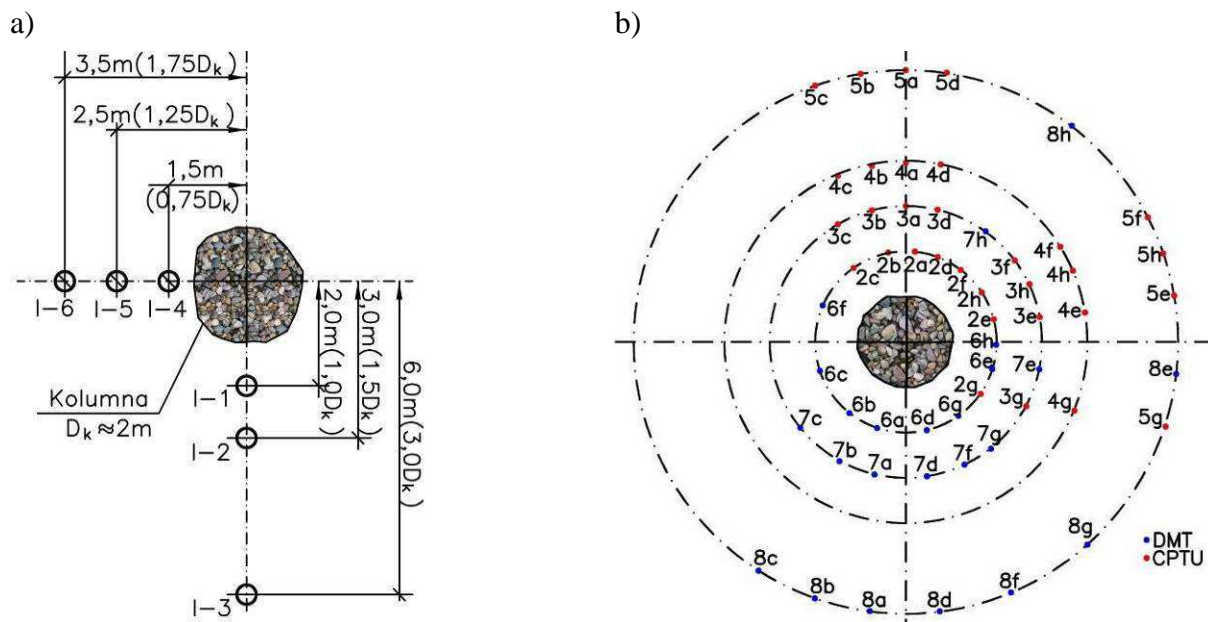 a)
3,5m(1,75Dk)
2,5m(1,25Dk)
1,5m
(0,75Dk)
I-6
I-5
I-4
Kolumna
Dk≈2m
I-1
I-2
I-3
2,0m(1,0Dk)
3,0m(1,5Dk)
6,0m(3,0Dk)
b)
5c
5b
5a
5d
8h
4c
4b
4a
4d
3c
3b
3a
3d
7h
5f
2c
2b
2a
2d
2f
3f
4f
5h
6f
2h
3h
4h
2e
3e
4e
5e
6h
6c
6e
7e
8e
6b
6a
6d
6g
2g
3g
4g
5g
7c
7b
7a
7d
7f
7g
8c
8b
8a
8d
8f
8g
DMT
CPTU